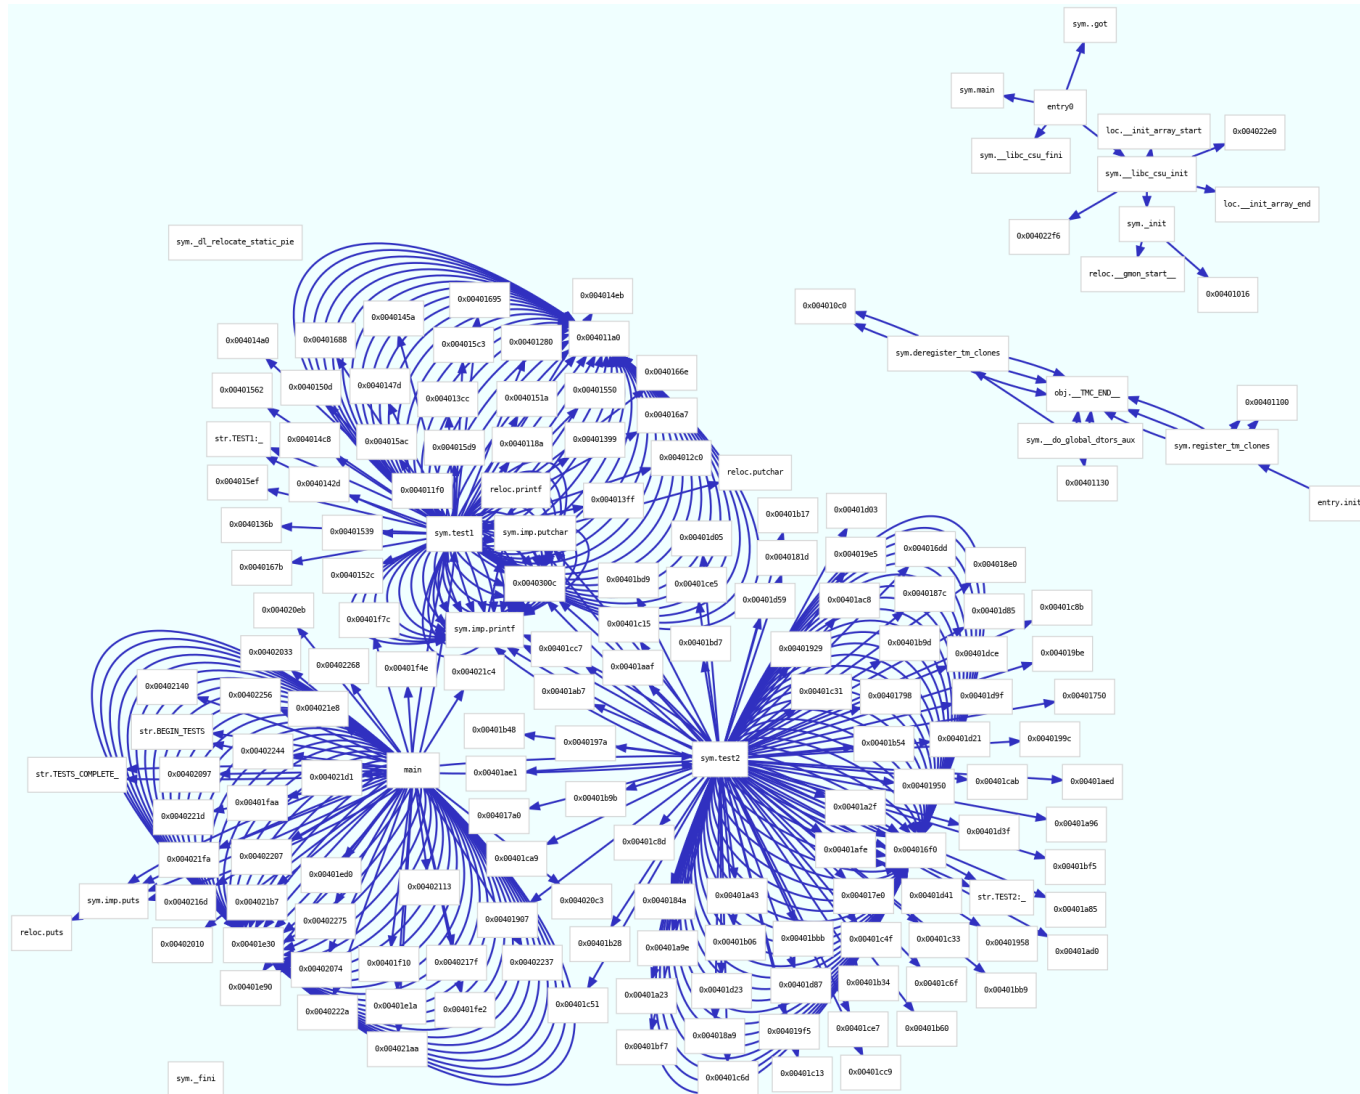 sym..got
sym.main
entry0
loc.__init_array_start
0x004022e0
sym.__libc_csu_fini
sym.__libc_csu_init
loc.__init_array_end
sym._init
0x004022f6
sym._dl_relocate_static_pie
reloc.__gmon_start__
0x00401016
0x00401695
0x004014eb
0x004010c0
0x0040145a
0x004014a0
0x00401688
0x004015c3
0x00401280
0x004011a0
sym.deregister_tm_clones
0x0040166e
0x00401562
0x0040150d
0x0040147d
0x004013cc
0x0040151a
0x00401550
obj.__TMC_END__
0x00401100
0x004016a7
str.TEST1:_
0x004014c8
0x004015ac
0x004015d9
0x0040118a
0x00401399
sym.__do_global_dtors_aux
sym.register_tm_clones
0x004012c0
reloc.putchar
0x004015ef
0x0040142d
0x004011f0
reloc.printf
0x004013ff
0x00401130
entry.init
0x00401b17
0x00401d03
0x0040136b
0x00401539
sym.test1
sym.imp.putchar
0x00401d05
0x0040181d
0x004019e5
0x004016dd
0x004018e0
0x0040167b
0x0040152c
0x0040300c
0x00401bd9
0x00401ce5
0x00401d59
0x00401ac8
0x0040187c
0x00401d85
0x00401c8b
0x004020eb
0x00401f7c
sym.imp.printf
0x00401c15
0x00401bd7
0x00401929
0x00401b9d
0x00401dce
0x004019be
0x00402033
0x00402268
0x00401f4e
0x004021c4
0x00401cc7
0x00401aaf
0x00402140
0x00402256
0x004021e8
0x00401ab7
0x00401c31
0x00401798
0x00401d9f
0x00401750
str.BEGIN_TESTS
0x00402244
0x00401b48
0x0040197a
0x00401b54
0x00401d21
0x0040199c
str.TESTS_COMPLETE_
0x00402097
0x004021d1
main
0x00401ae1
sym.test2
0x00401950
0x00401cab
0x00401aed
0x0040221d
0x00401faa
0x004017a0
0x00401b9b
0x00401a2f
0x00401d3f
0x00401a96
0x004021fa
0x00402207
0x00401ed0
0x00401ca9
0x00401c8d
0x00401afe
0x004016f0
0x00401bf5
sym.imp.puts
0x0040216d
0x004021b7
0x00402113
0x004020c3
0x0040184a
0x00401a43
0x004017e0
0x00401d41
str.TEST2:_
0x00401a85
reloc.puts
0x00402010
0x00401e30
0x00402275
0x00401907
0x00401b28
0x00401a9e
0x00401b06
0x00401bbb
0x00401c4f
0x00401c33
0x00401958
0x00401ad0
0x00401e90
0x00402074
0x00401f10
0x0040217f
0x00402237
0x00401a23
0x00401d23
0x00401d87
0x00401b34
0x00401c6f
0x00401bb9
0x0040222a
0x00401e1a
0x00401fe2
0x00401c51
0x004021aa
0x00401bf7
0x004018a9
0x004019f5
0x00401ce7
0x00401b60
sym._fini
0x00401c6d
0x00401c13
0x00401cc9